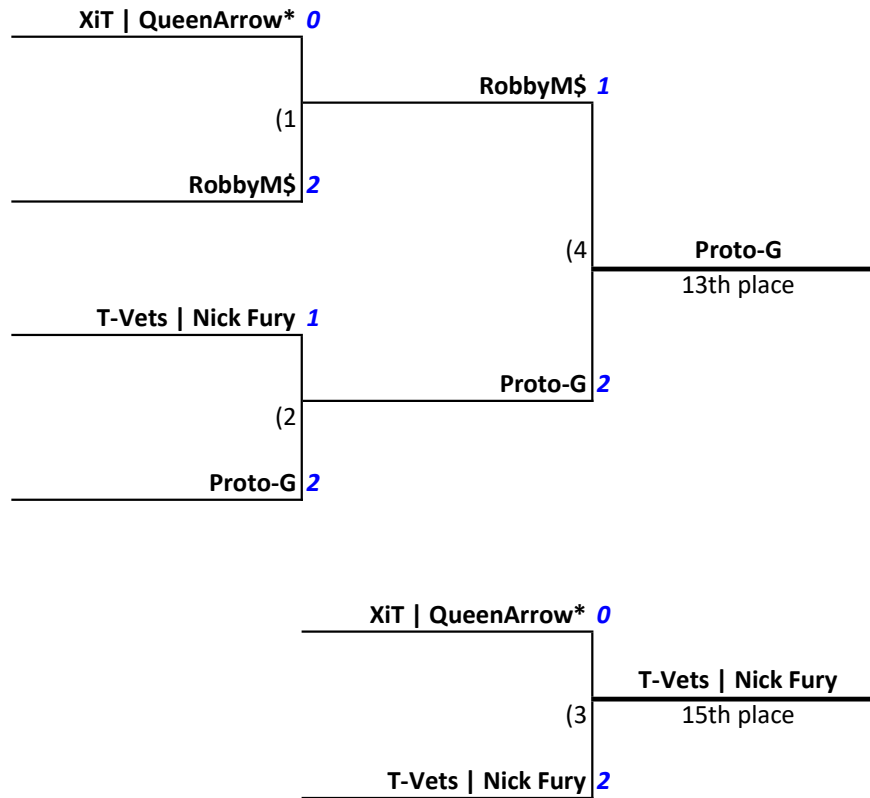 XiT | QueenArrow* 0
RobbyM$ 1
(1
RobbyM$ 2
(4
Proto-G
13th place
T-Vets | Nick Fury 1
Proto-G 2
(2
Proto-G 2
XiT | QueenArrow* 0
T-Vets | Nick Fury
(3
15th place
T-Vets | Nick Fury 2